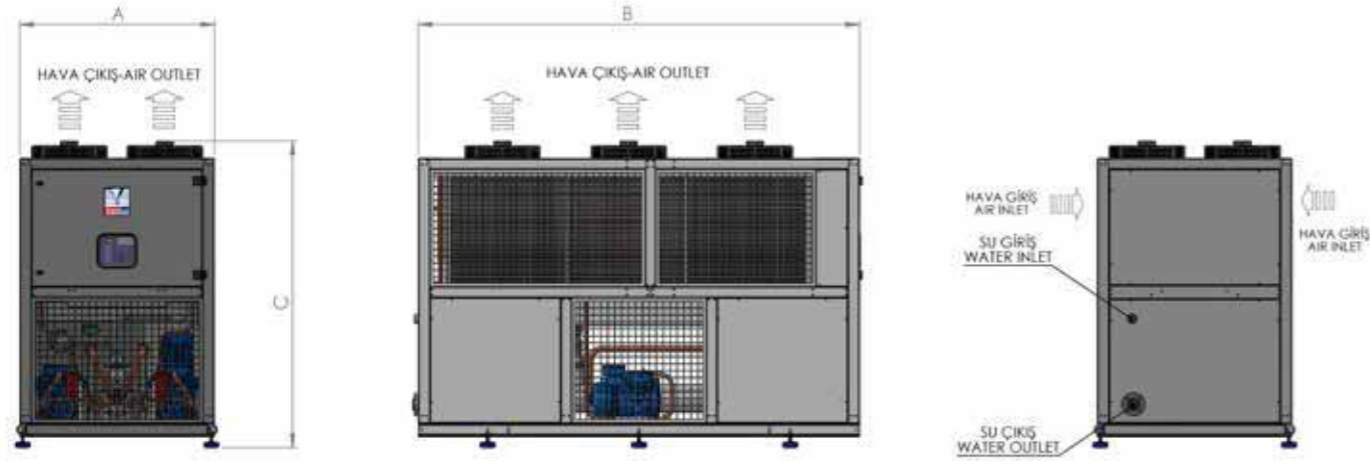 A
HAVA ÇIKIŞ-AIR OUTLET
C
B
HAVA ÇIKIŞ-AIR OUTLET
HAVA GİRİŞ
AIR INLET
HAVA GİRİŞ
AIR INLET
SU GİRİŞ
WATER INLET
SU ÇIKIŞ
WATER OUTLET